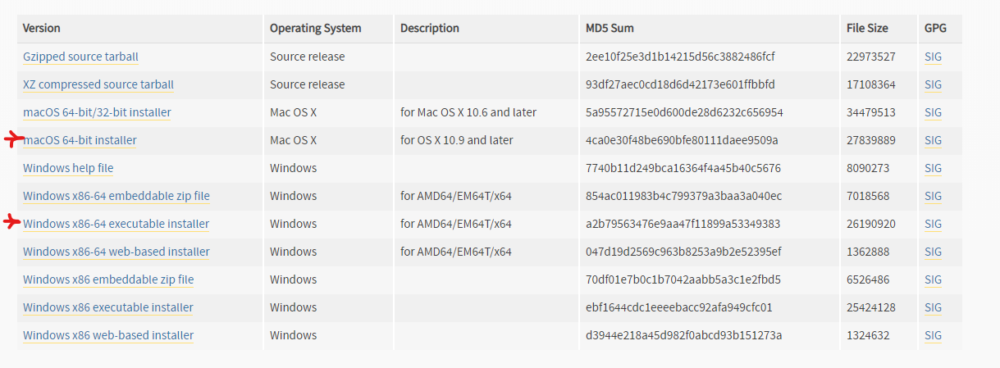 Version Operating System Description MD5 Sum File Size GPG
Gzipped source tarball Source release 2ee10f25e3d1b14215d56c3882486fcf 22973527 SIG
XZ compressed source tarball Source release 93df27aec0cd18d6d42173e601ffbbfd 17108364 SIG
macOS 64-bit/32-bit installer Mac OS X for Mac OS X 10.6 and later 5a95572715e0d600de28d6232c656954 34479513 SIG
macOS 64-bit installer Mac OS X for OS X 10.9 and later 4ca0e30f48be690bfe80111daee9509a 27839889 SIG
Windows help file Windows 7740b11d249bca16364f4a45b40c5676 8090273 SIG
Windows x86-64 embeddable zip file Windows for AMD64/EM64T/x64 854ac011983b4c799379a3baa3a040ec 7018568 SIG
Windows x86-64 executable installer Windows for AMD64/EM64T/x64 a2b79563476e9aa47f11899a53349383 26190920 SIG
Windows x86-64 web-based installer Windows for AMD64/EM64T/x64 047d19d2569c963b8253a9b2e52395ef 1362888 SIG
Windows x86 embeddable zip file Windows 70df01e7b0c1b7042aabb5a3c1e2fbd5 6526486 SIG
Windows x86 executable installer Windows ebf1644cdc1eeeebacc92afa949cfc01 25424128 SIG
Windows x86 web-based installer Windows d3944e218a45d982f0abcd93b151273a 1324632 SIG